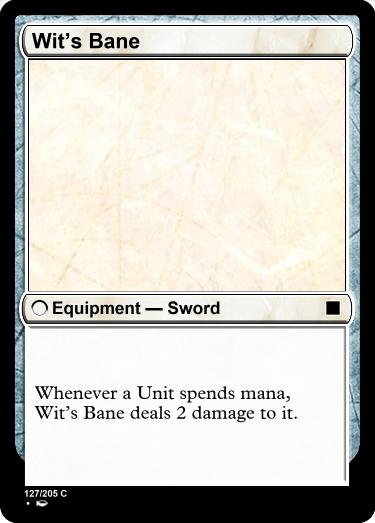 Wit's Bane
Equipment — Sword
Whenever a Unit spends mana,
Wit's Bane deals 2 damage to it.
127/205 C